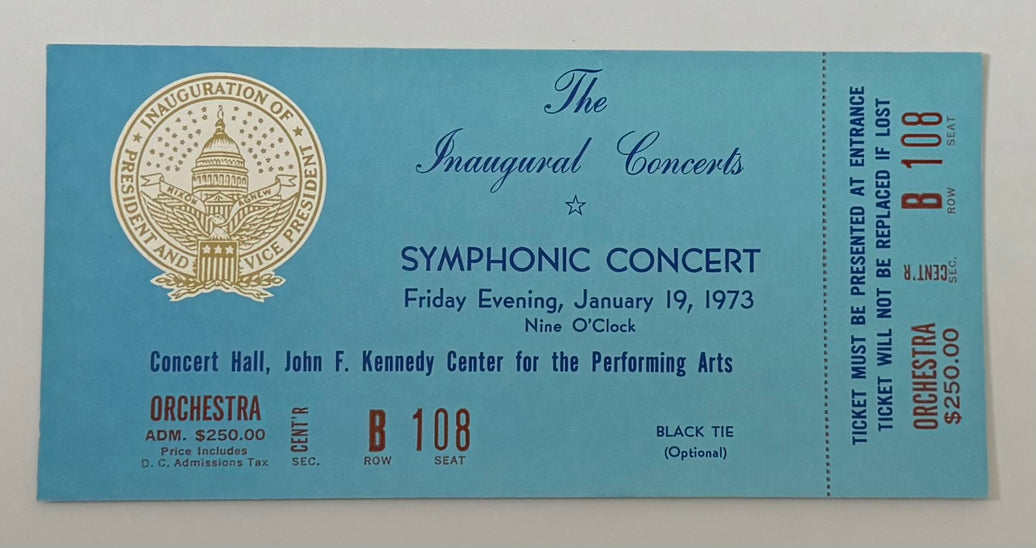 ★ INAUGURATION OF ★
PRESIDENT AND VICE PRESIDENT
NIXON AGNEW
The
Inaugural Concerts
SYMPHONIC CONCERT
Friday Evening, January 19, 1973
Nine O'Clock
Concert Hall, John F. Kennedy Center for the Performing Arts
ORCHESTRA
ADM. $250.00
Price Includes
D. C. Admissions Tax
CENT'R
SEC.
B 108
ROW SEAT
BLACK TIE
(Optional)
TICKET MUST BE PRESENTED AT ENTRANCE
TICKET WILL NOT BE REPLACED IF LOST
ORCHESTRA
$250.00
CENT'R
SEC.
B 108
ROW SEAT